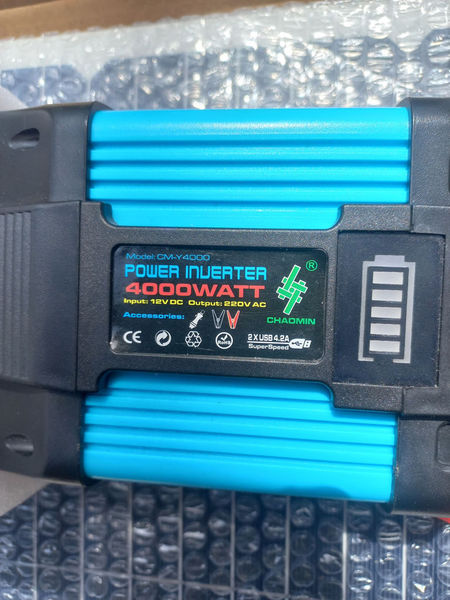 Model: CM-Y4000
POWER INVERTER
4000WATT
Input: 12V DC Output: 220V AC
Accessories:
®
CHAOMIN
CE
RoHS
2 X USB 4.2A
SuperSpeed